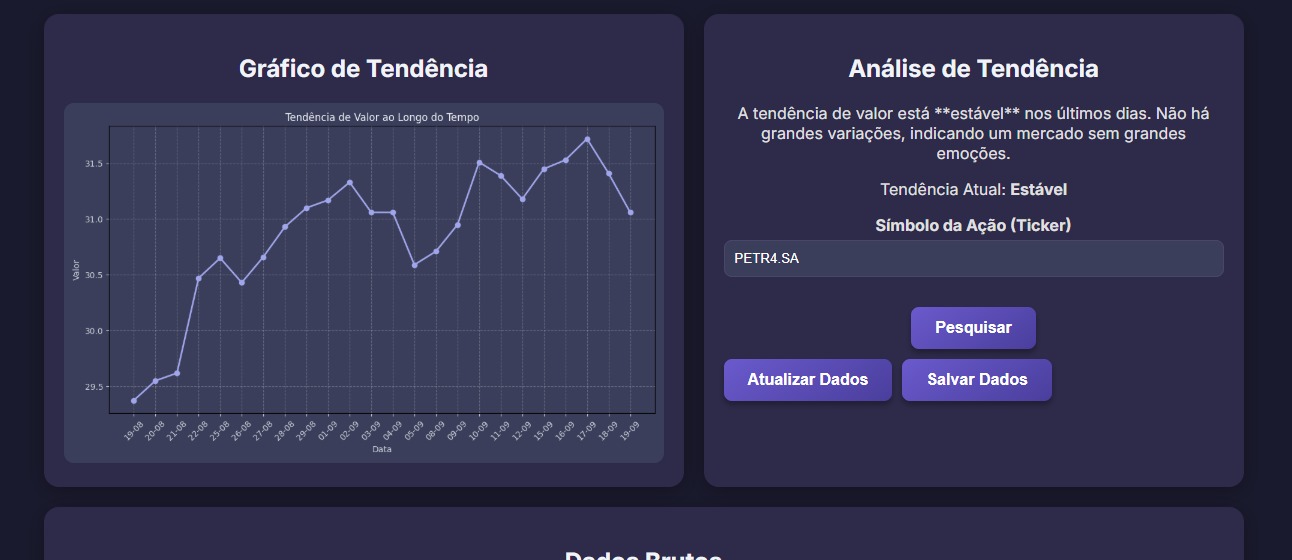 Gráfico de Tendência
Tendência de Valor ao Longo do Tempo
31.5
31.0
30.5
30.0
29.5
Valor
19-08
20-08
21-08
22-08
25-08
26-08
27-08
28-08
29-08
01-09
02-09
03-09
04-09
05-09
08-09
09-09
10-09
11-09
12-09
15-09
16-09
17-09
18-09
19-09
Data
Análise de Tendência
A tendência de valor está **estável** nos últimos dias. Não há
grandes variações, indicando um mercado sem grandes
emoções.
Tendência Atual: Estável
Símbolo da Ação (Ticker)
PETR4.SA
Pesquisar
Atualizar Dados
Salvar Dados
Dados Brutos